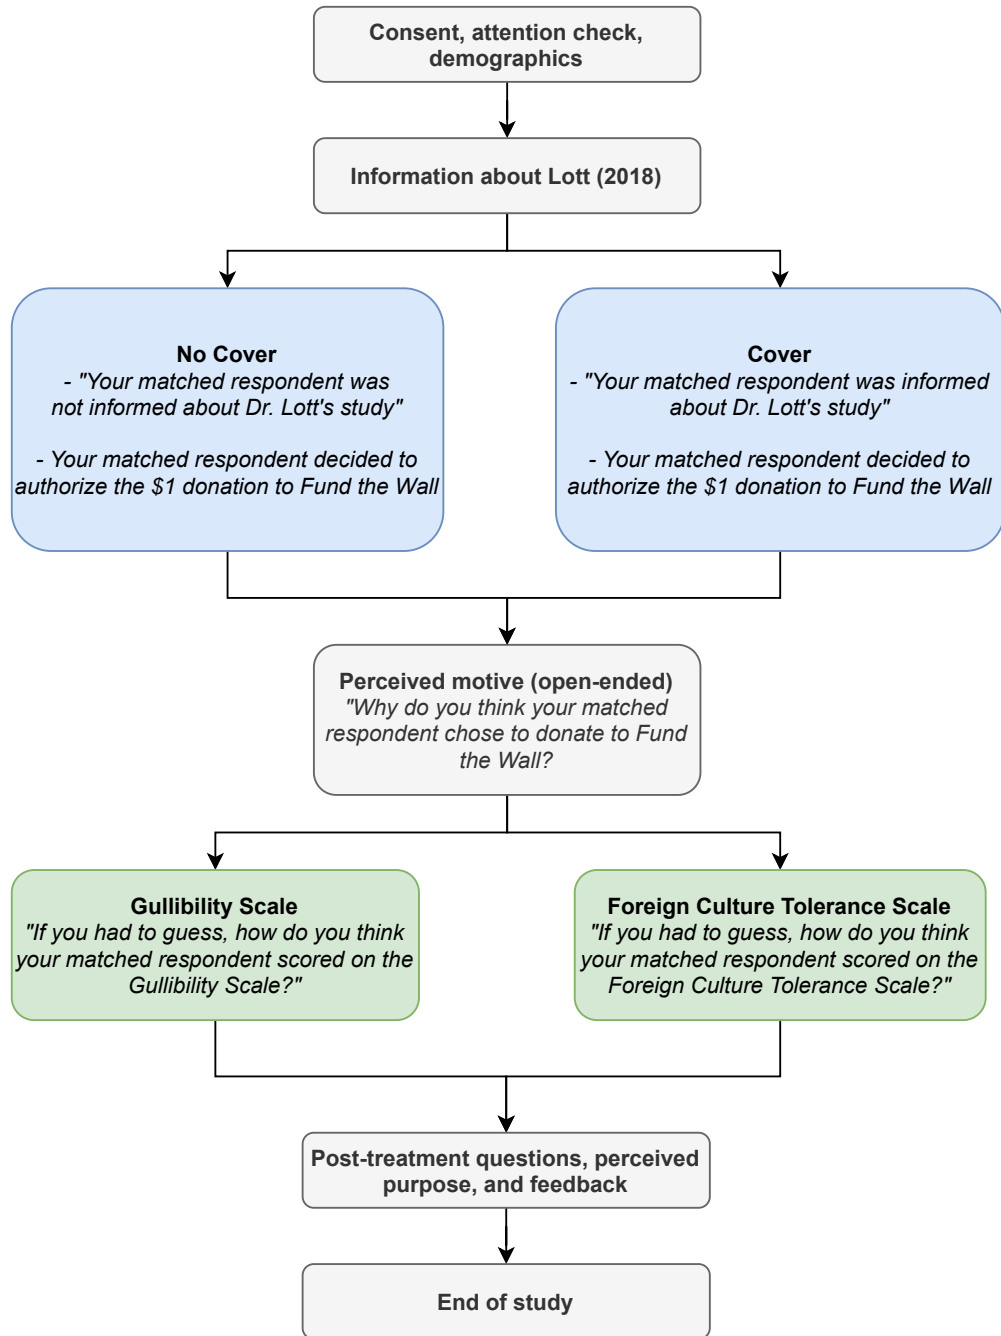 Consent, attention check,
demographics
Information about Lott (2018)
No Cover
- "Your matched respondent was
not informed about Dr. Lott's study"
- Your matched respondent decided to
authorize the $1 donation to Fund the Wall
Cover
- "Your matched respondent was informed
about Dr. Lott's study"
- Your matched respondent decided to
authorize the $1 donation to Fund the Wall
Perceived motive (open-ended)
"Why do you think your matched
respondent chose to donate to Fund
the Wall?
Gullibility Scale
"If you had to guess, how do you think
your matched respondent scored on the
Gullibility Scale?"
Foreign Culture Tolerance Scale
"If you had to guess, how do you think
your matched respondent scored on the
Foreign Culture Tolerance Scale?"
Post-treatment questions, perceived
purpose, and feedback
End of study